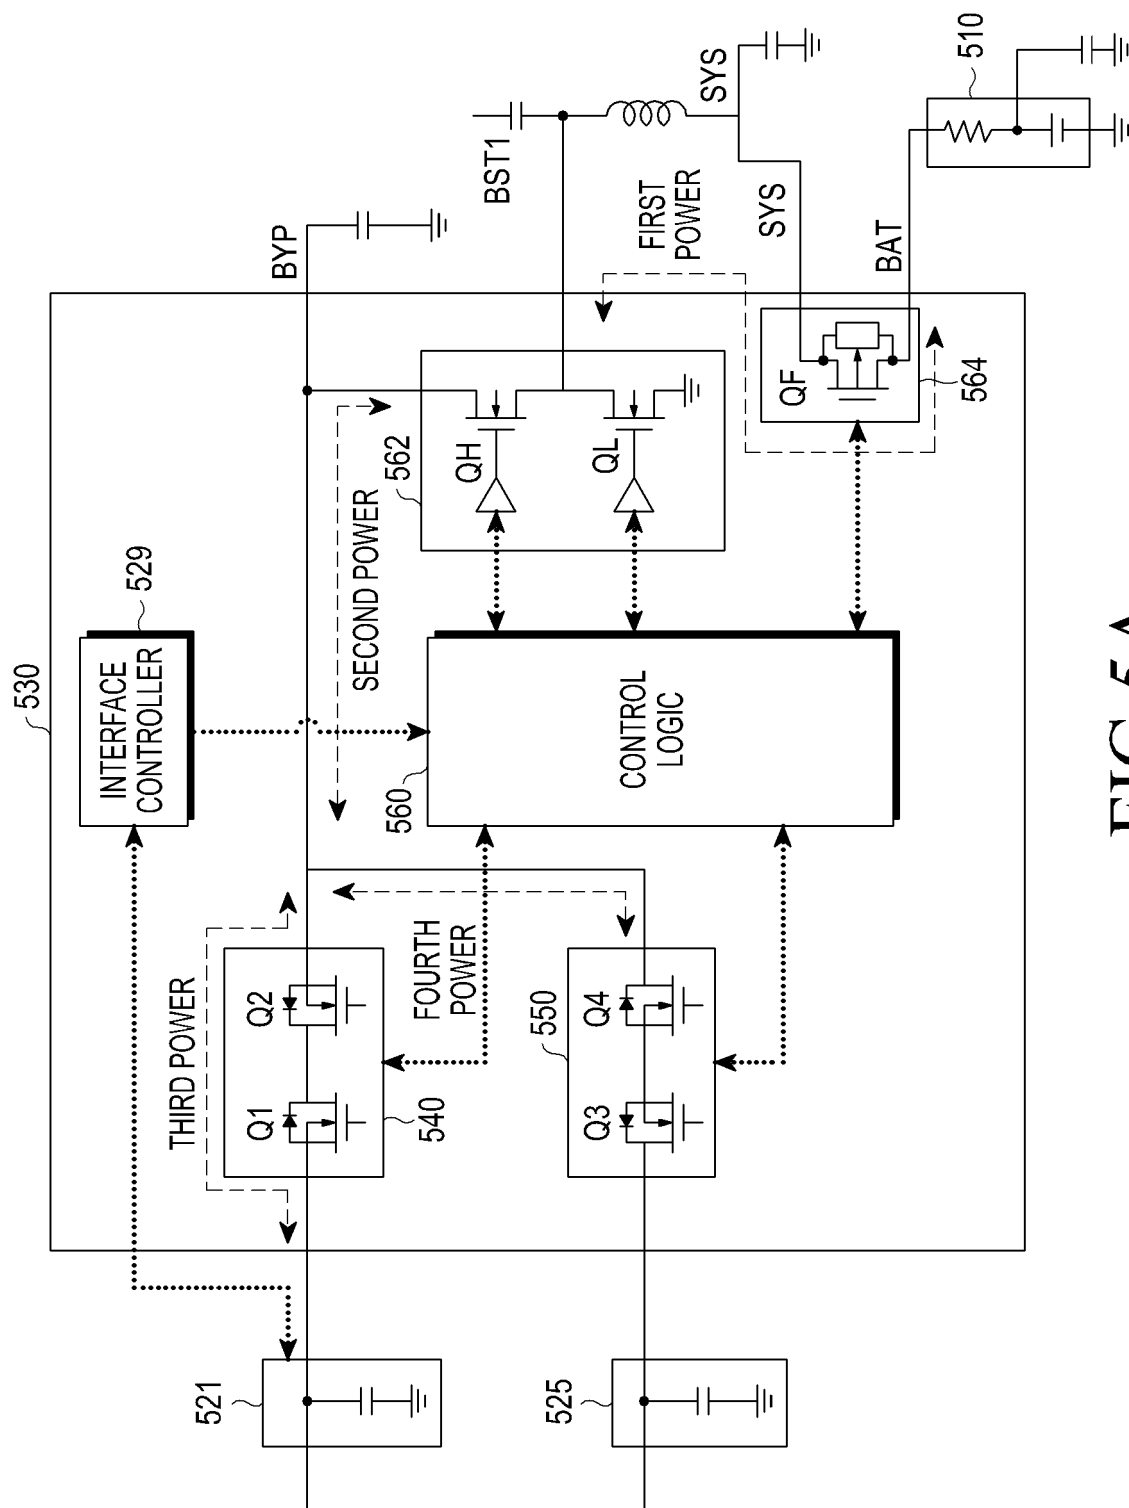 530
INTERFACE
CONTROLLER
529
521
THIRD POWER
Q1
Q2
540
SECOND POWER
BYP
FOURTH
POWER
560
CONTROL
LOGIC
562
QH
QL
BST1
FIRST
POWER
SYS
SYS
525
550
Q3
Q4
QF
564
BAT
510
FIG. 5A